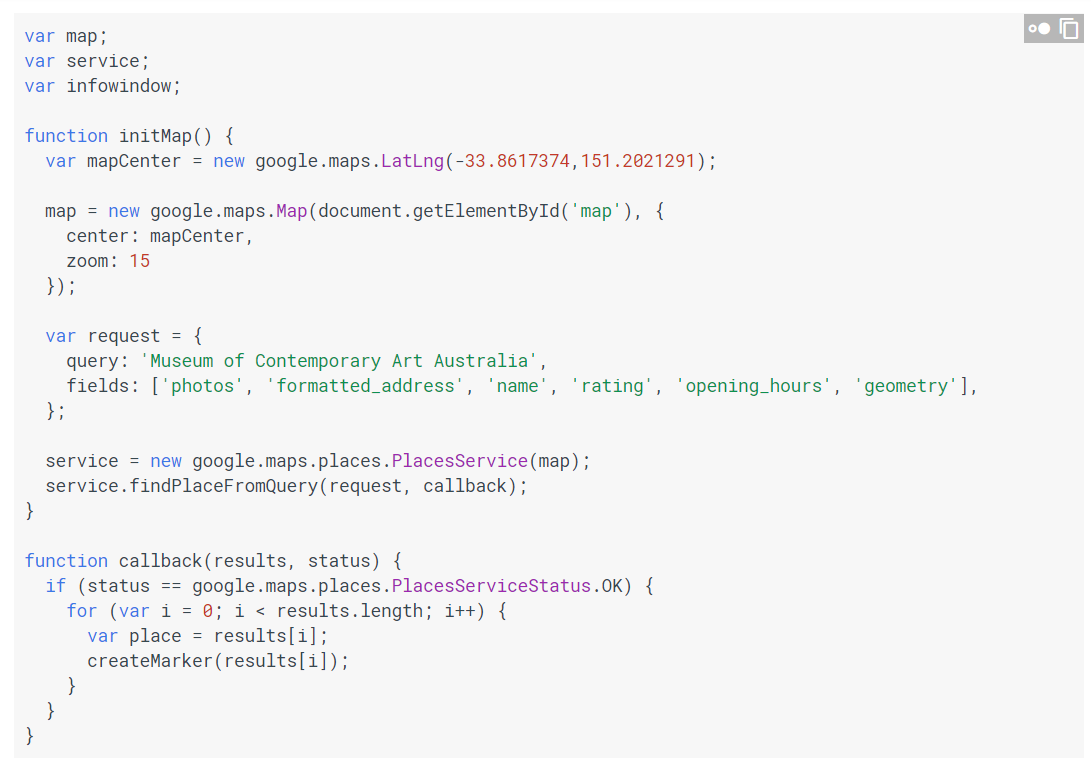 var map;
var service;
var infowindow;

function initMap() {
  var mapCenter = new google.maps.LatLng(-33.8617374,151.2021291);

  map = new google.maps.Map(document.getElementById('map'), {
    center: mapCenter,
    zoom: 15
  });

  var request = {
    query: 'Museum of Contemporary Art Australia',
    fields: ['photos', 'formatted_address', 'name', 'rating', 'opening_hours', 'geometry'],
  };

  service = new google.maps.places.PlacesService(map);
  service.findPlaceFromQuery(request, callback);
}

function callback(results, status) {
  if (status == google.maps.places.PlacesServiceStatus.OK) {
    for (var i = 0; i < results.length; i++) {
      var place = results[i];
      createMarker(results[i]);
    }
  }
}